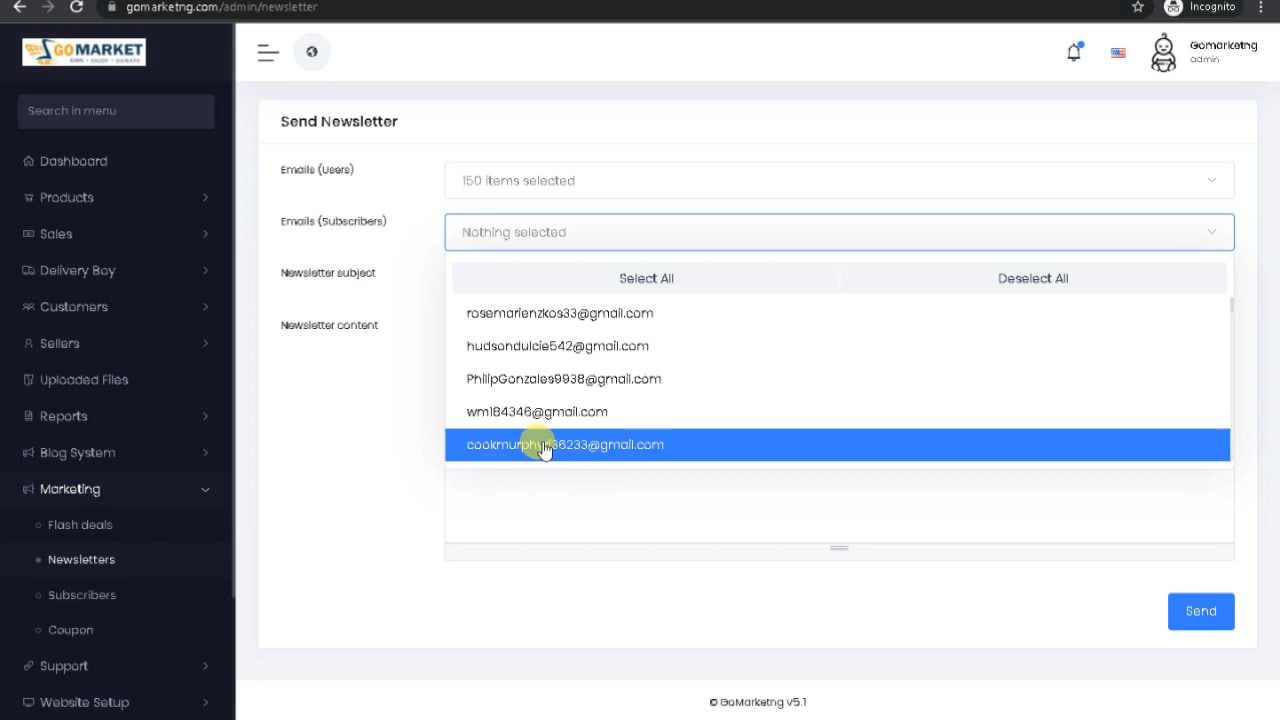 gomarketng.com/admin/newsletter
Incognito
GOMARKET
EARN • ENJOY • DONATE
Search in menu
Dashboard
Products
Sales
Delivery Boy
Customers
Sellers
Uploaded Files
Reports
Blog System
Marketing
Flash deals
Newsletters
Subscribers
Coupon
Support
Website Setup
Gomarketng
admin
Send Newsletter
Emails (Users)
150 items selected
Emails (Subscribers)
Nothing selected
Newsletter subject
Newsletter content
Select All
Deselect All
rosemarienzkos33@gmail.com
hudsondulcie542@gmail.com
PhilipGonzales9938@gmail.com
wm184346@gmail.com
Send
© GoMarketng v5.1